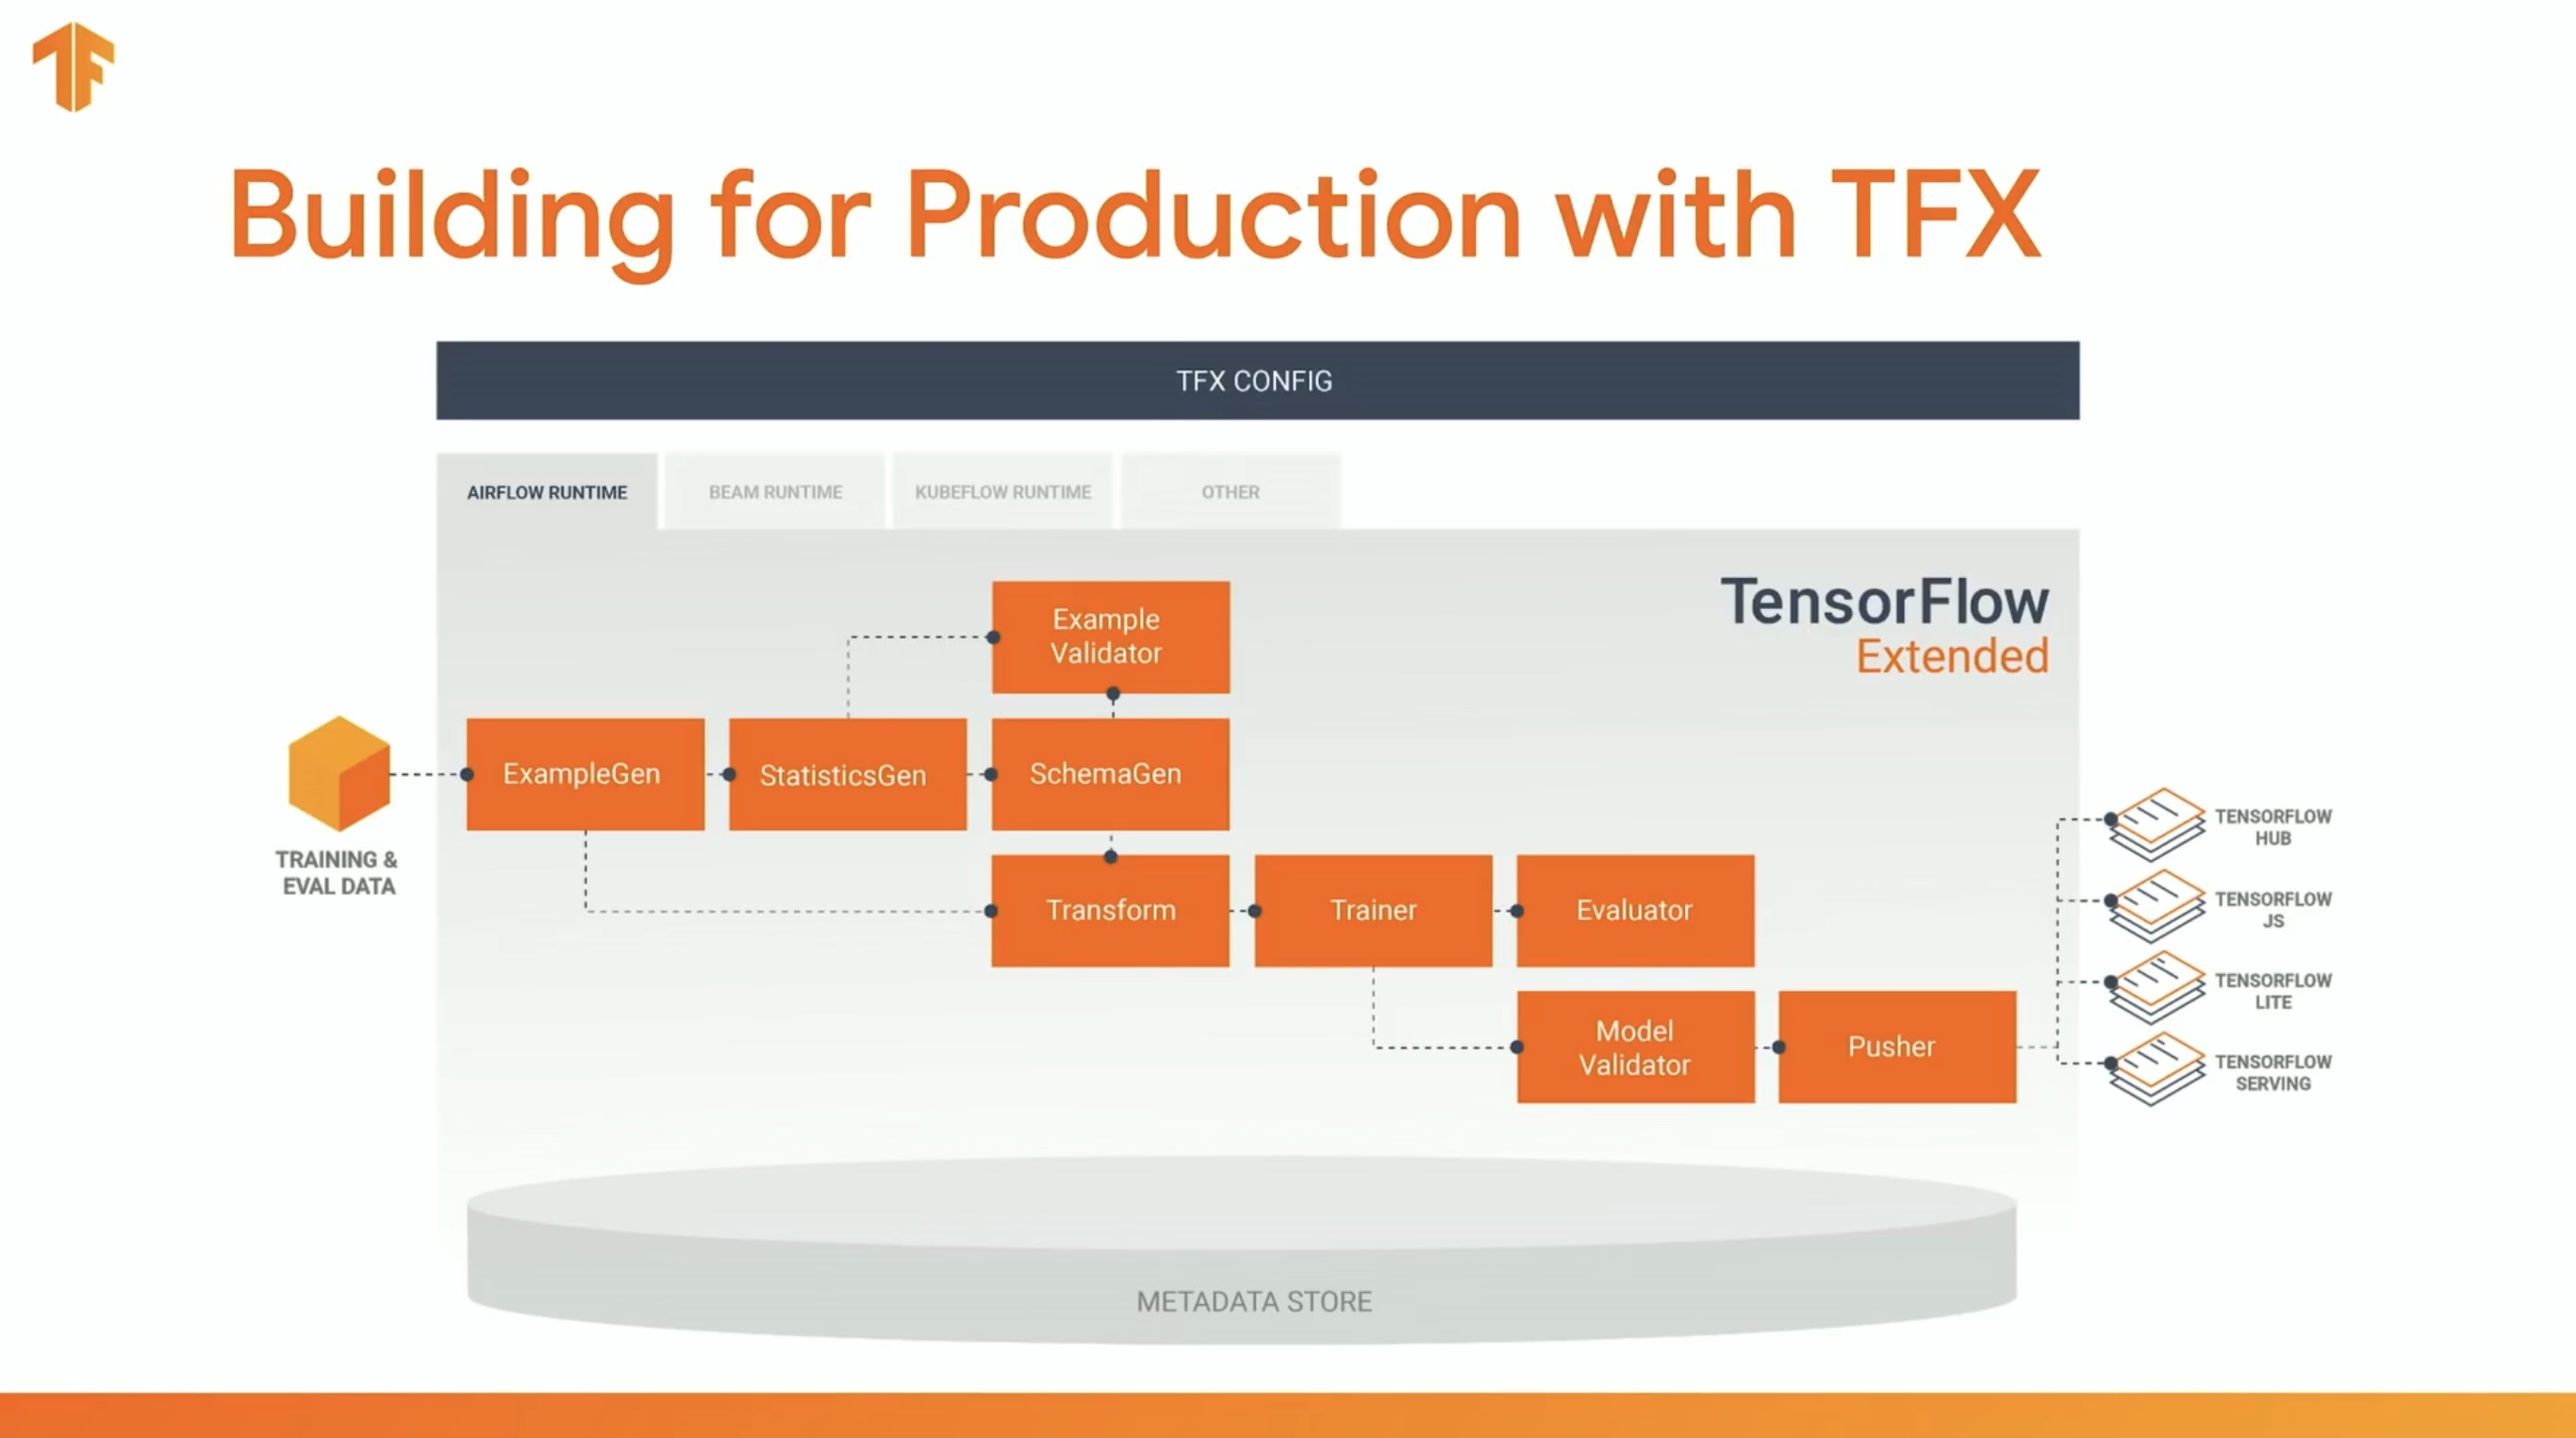 Building for Production with TFX
TFX CONFIG
AIRFLOW RUNTIME
BEAM RUNTIME
KUBEFLOW RUNTIME
OTHER
TensorFlow
Extended
Example
Validator
TRAINING &
EVAL DATA
ExampleGen
StatisticsGen
SchemaGen
Transform
Trainer
Evaluator
Model
Validator
Pusher
TENSORFLOW
HUB
TENSORFLOW
JS
TENSORFLOW
LITE
TENSORFLOW
SERVING
METADATA STORE